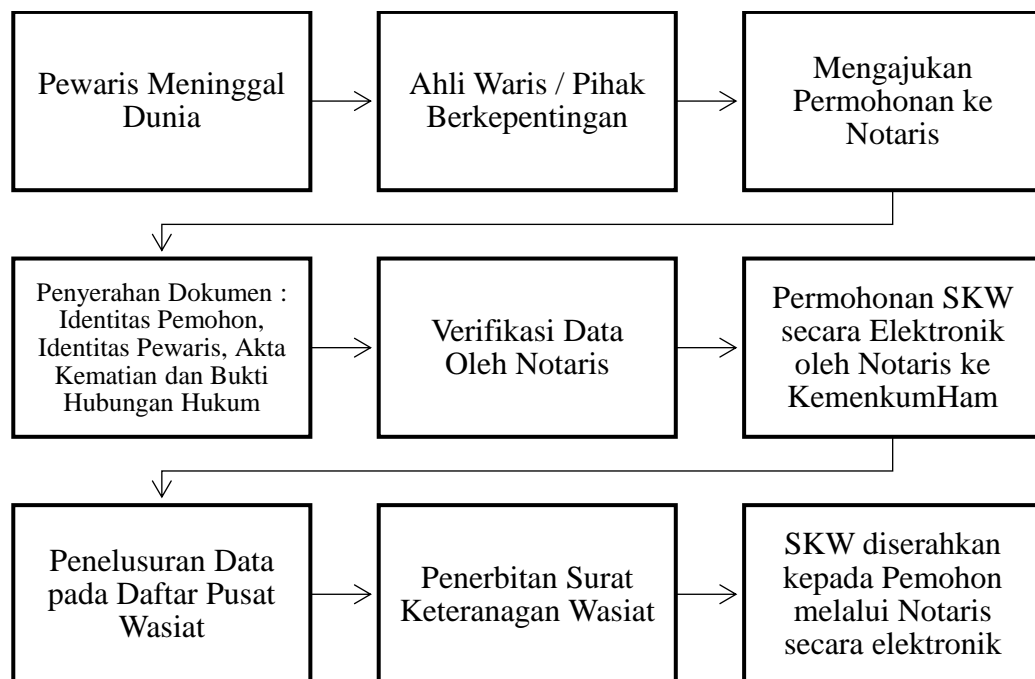 Pewaris Meninggal
Dunia
Ahli Waris / Pihak
Berkepentingan
Mengajukan
Permohonan ke
Notaris
Penyerahan Dokumen :
Identitas Pemohon,
Identitas Pewaris, Akta
Kematian dan Bukti
Hubungan Hukum
Verifikasi Data
Oleh Notaris
Permohonan SKW
secara Elektronik
oleh Notaris ke
KemenkumHam
Penelusuran Data
pada Daftar Pusat
Wasiat
Penerbitan Surat
Keteranagan Wasiat
SKW diserahkan
kepada Pemohon
melalui Notaris
secara elektronik